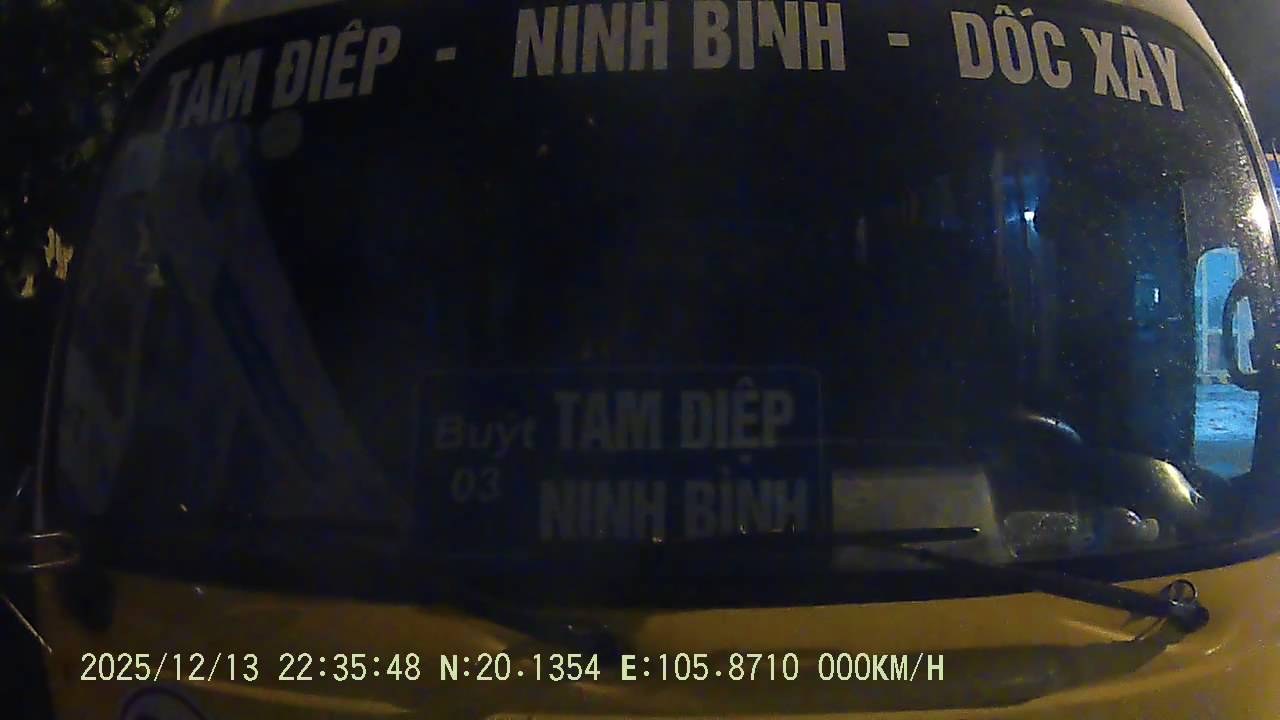 TAM ĐIỆP - NINH BÌNH - DỐC XÂY
Buýt 03
TAM ĐIỆP
NINH BÌNH
2025/12/13 22:35:48 N:20.1354 E:105.8710 000KM/H